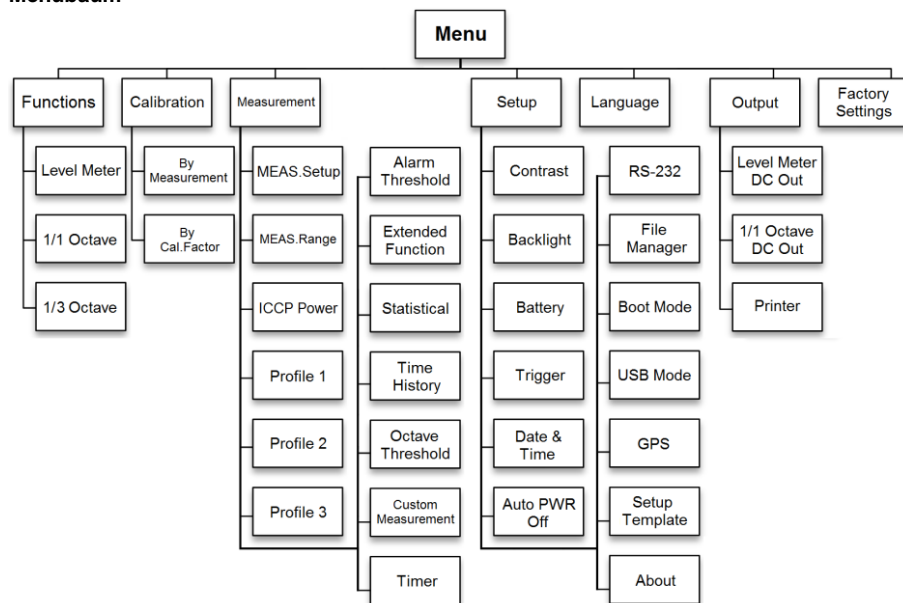 Menübaum
Menu
Functions
Calibration
Measurement
Setup
Language
Output
Factory
Settings
Level Meter
1/1 Octave
1/3 Octave
By
Measurement
By
Cal.Factor
MEAS.Setup
MEAS.Range
ICCP Power
Profile 1
Profile 2
Profile 3
Alarm
Threshold
Extended
Function
Statistical
Time
History
Octave
Threshold
Custom
Measurement
Timer
Contrast
Backlight
Battery
Trigger
Date &
Time
Auto PWR
Off
RS-232
File
Manager
Boot Mode
USB Mode
GPS
Setup
Template
About
Level Meter
DC Out
1/1 Octave
DC Out
Printer